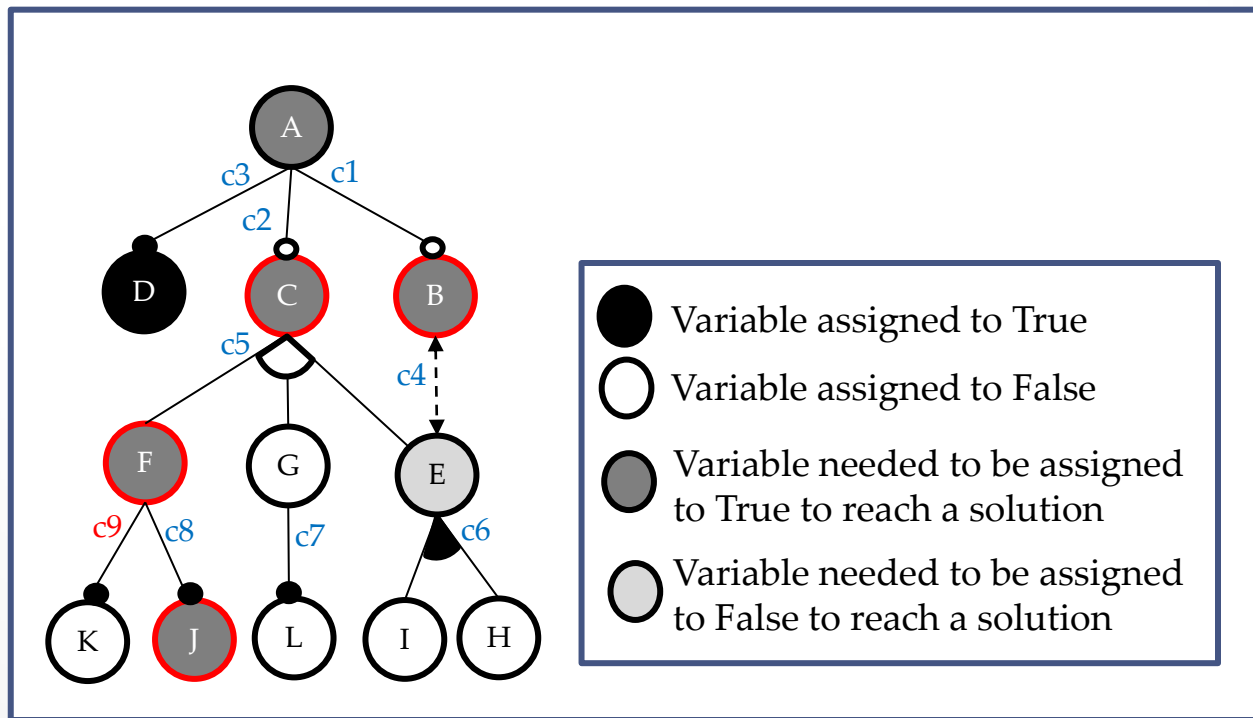 A
c3
c1
c2
D
C
B
c5
c4
F
G
E
c9
c8
c7
c6
K
J
L
I
H
Variable assigned to True
Variable assigned to False
Variable needed to be assigned
to True to reach a solution
Variable needed to be assigned
to False to reach a solution